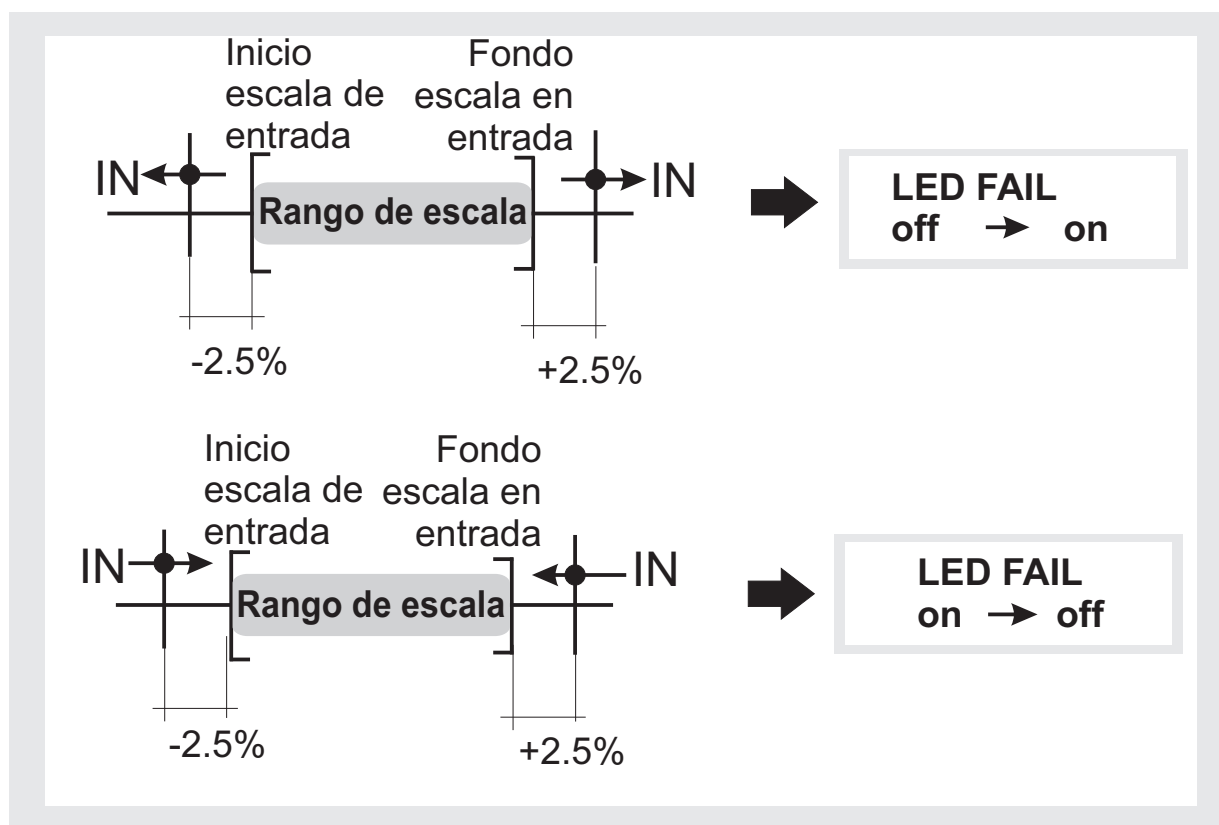 Inicio
escala de
entrada
Fondo
escala en
entrada
IN
Rango de escala
IN
-2.5%
+2.5%
LED FAIL
off → on
Inicio
escala de
entrada
Fondo
escala en
entrada
IN
Rango de escala
IN
-2.5%
+2.5%
LED FAIL
on → off